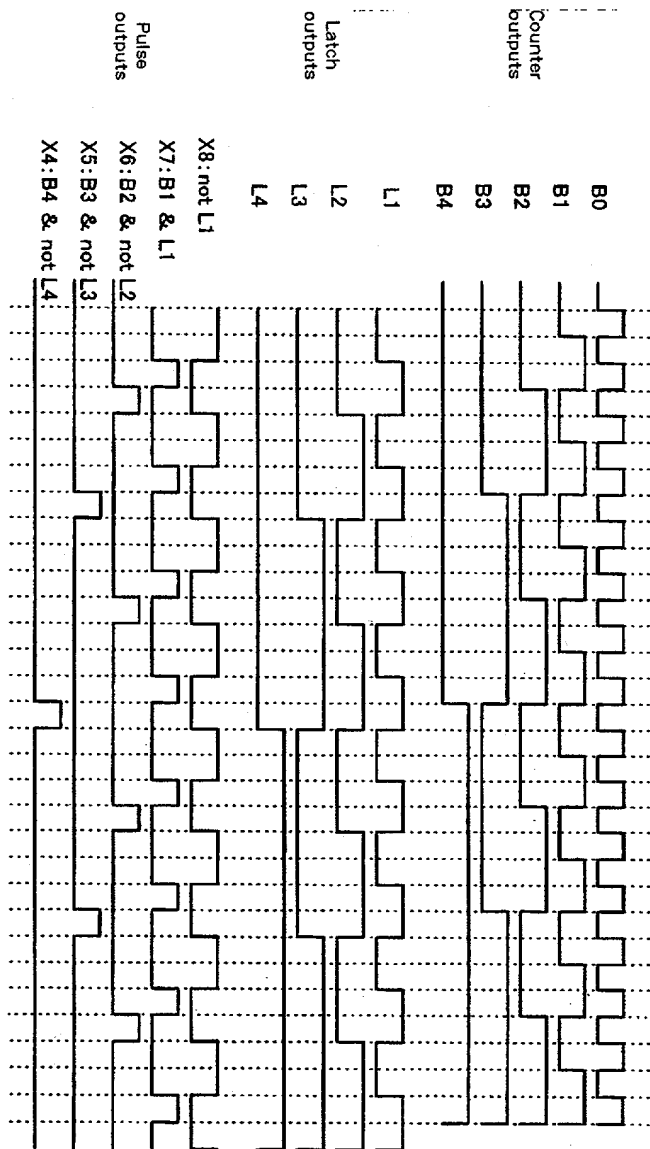 Counter
outputs
B0
B1
B2
B3
B4
Latch
outputs
L1
L2
L3
L4
Pulse
outputs
X8: not L1
X7: B1 & L1
X6: B2 & not L2
X5: B3 & not L3
X4: B4 & not L4